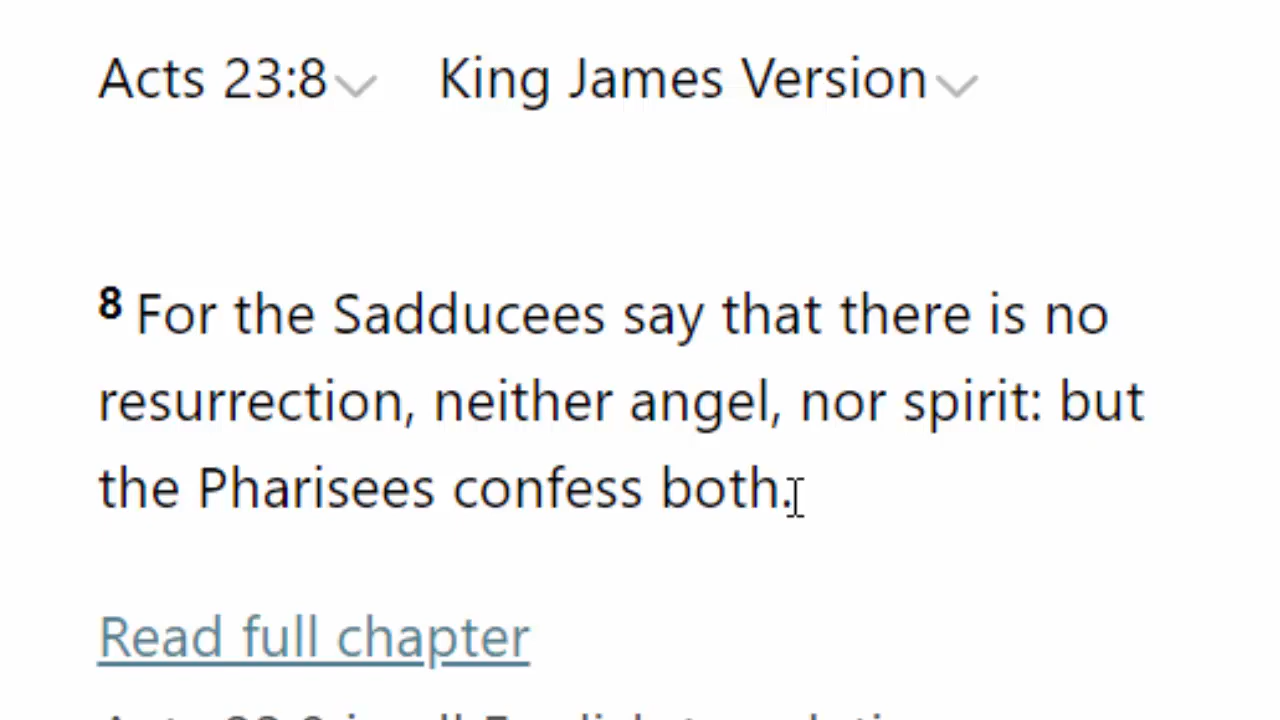 Acts 23:8 King James Version
8 For the Sadducees say that there is no
resurrection, neither angel, nor spirit: but
the Pharisees confess both.
Read full chapter